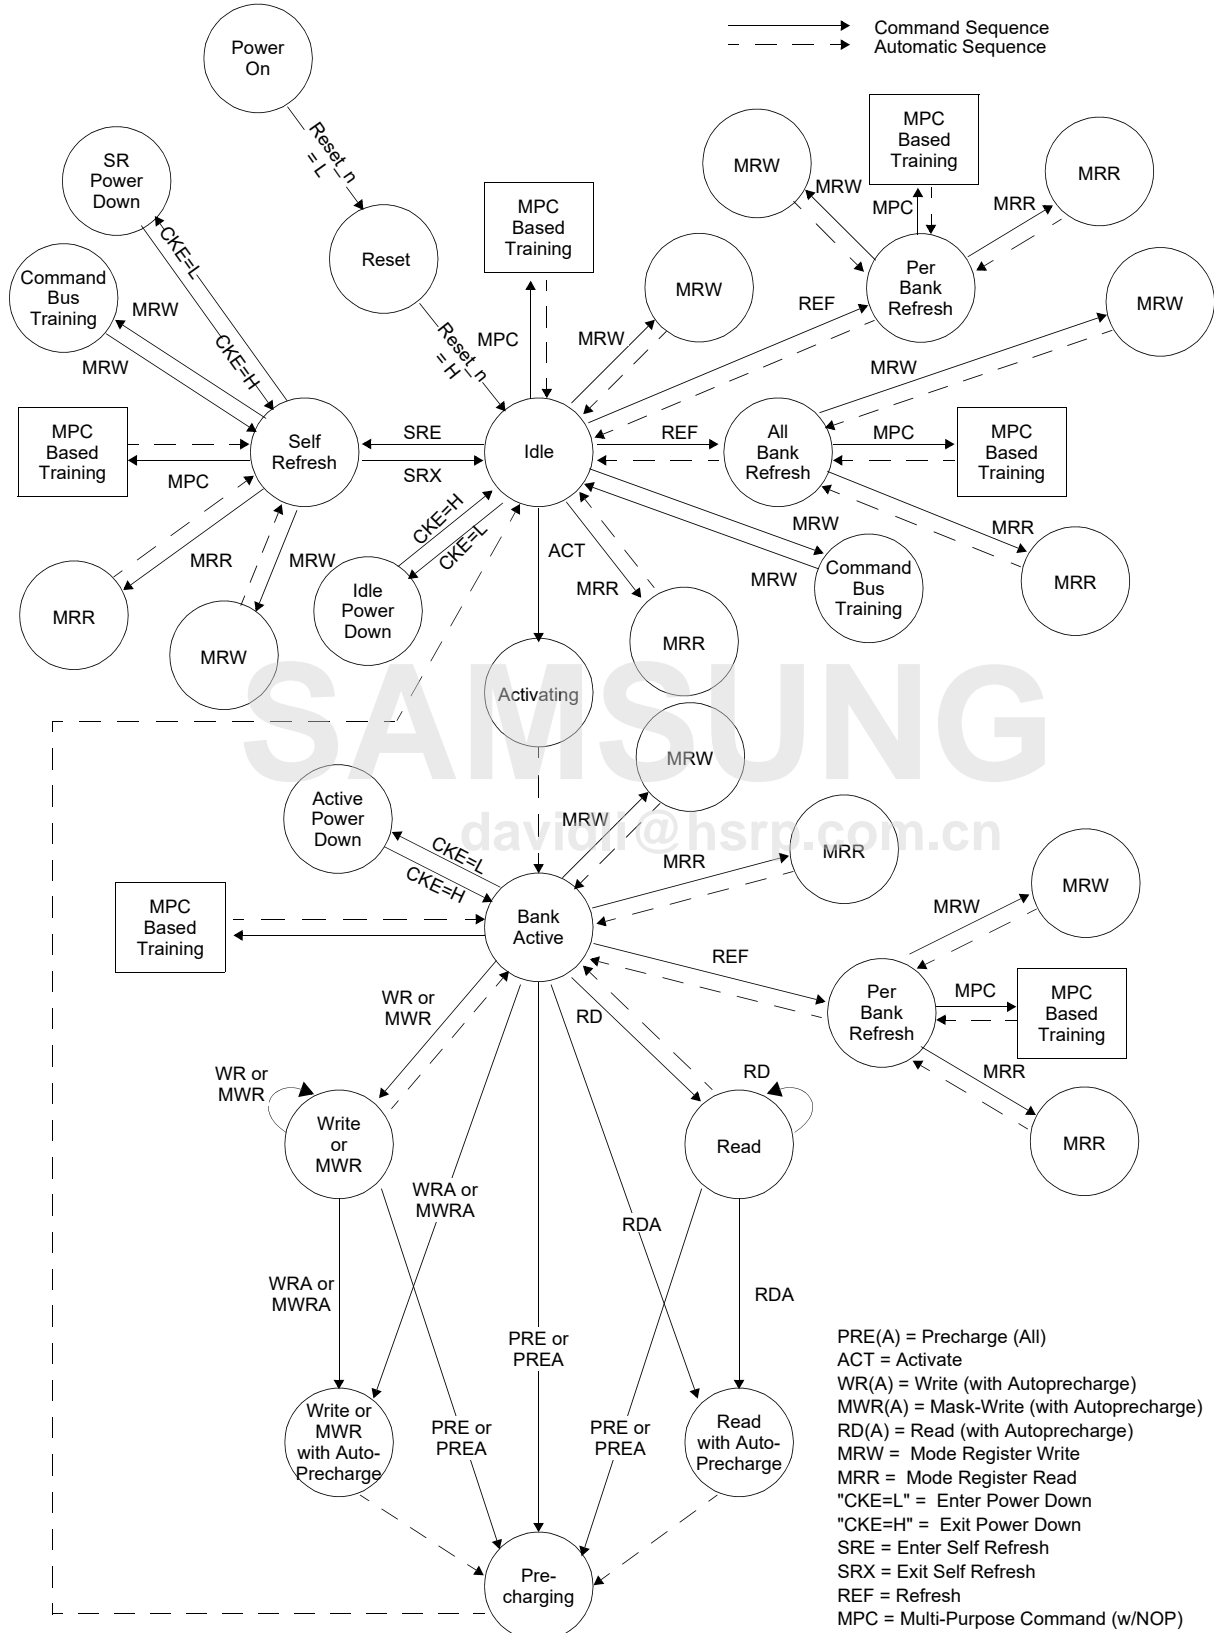 Power
On
Command Sequence
Automatic Sequence
Reset_n
= L
SR
Power
Down
MPC
Based
Training
MRW
MPC
Based
Training
MRR
MRW
MPC
MRR
Reset
CKE=L
CKE=H
Command
Bus
Training
MRW
MRW
Reset_n
= H
MPC
MRW
MRW
REF
Per
Bank
Refresh
MRW
MRW
MPC
Based
Training
MPC
Self
Refresh
SRE
SRX
Idle
REF
All
Bank
Refresh
MPC
MPC
Based
Training
MRR
MRR
MRR
MRW
MRW
CKE=H
CKE=L
Idle
Power
Down
ACT
MRR
MRR
MRW
MRW
Command
Bus
Training
MRR
Activating
SAMSUNG
MRW
MRW
davidli@hsrp.com.cn
Active
Power
Down
CKE=L
CKE=H
MRR
MRR
MPC
Based
Training
Bank
Active
REF
MRW
MRW
Per
Bank
Refresh
MPC
MPC
Based
Training
MRR
MRR
WR or
MWR
RD
WR or
MWR
Write
or
MWR
RD
Read
WRA or
MWRA
RDA
WRA or
MWRA
RDA
PRE or
PREA
PRE or
PREA
PRE or
PREA
Write or
MWR
with Auto-
Precharge
Read
with Auto-
Precharge
Pre-
charging
PRE(A) = Precharge (All)
ACT = Activate
WR(A) = Write (with Autoprecharge)
MWR(A) = Mask-Write (with Autoprecharge)
RD(A) = Read (with Autoprecharge)
MRW = Mode Register Write
MRR = Mode Register Read
"CKE=L" = Enter Power Down
"CKE=H" = Exit Power Down
SRE = Enter Self Refresh
SRX = Exit Self Refresh
REF = Refresh
MPC = Multi-Purpose Command (w/NOP)